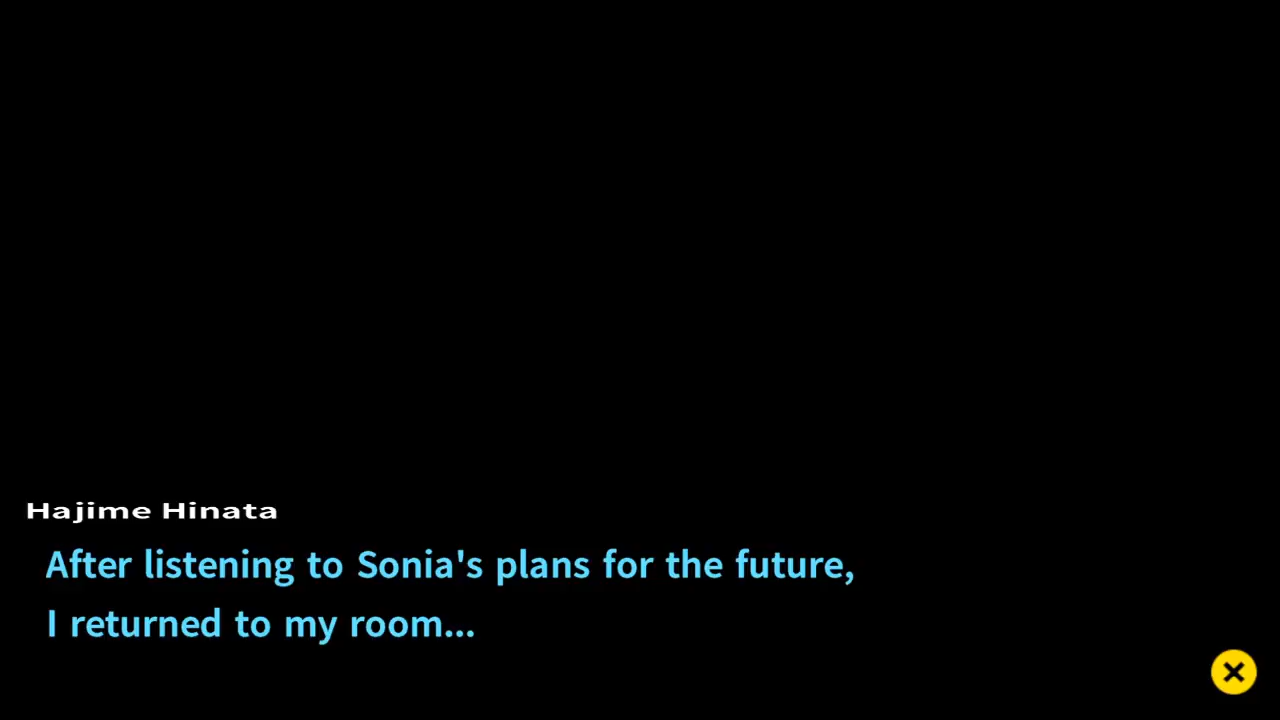 Hajime Hinata
After listening to Sonia's plans for the future,
I returned to my room...